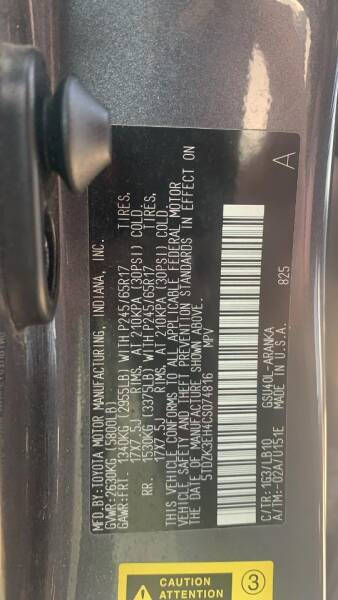 MFD.BY:TOYOTA MOTOR MANUFACTURING, INDIANA, INC.
GVWR:2630KG (5800LB)
GAWR:FRT. 1340KG (2955LB) WITH P245/65R17 TIRES,
17X7.5J RIMS, AT 210KPA (30PSI) COLD
RR. 1530KG (3375LB) WITH P245/65R17 TIRES,
17X7.5J RIMS, AT 210KPA (30PSI) COLD
THIS VEHICLE CONFORMS TO ALL APPLICABLE FEDERAL MOTOR
VEHICLE SAFETY AND THEFT PREVENTION STANDARDS IN EFFECT ON
THE DATE OF MANUFACTURE SHOWN ABOVE.
5TDZK3EH4CS074816 MPV
A
C/TR:1G3/LB10 GSU40L-ARANKA
A/TM:-02A/U151E MADE IN U.S.A. 825
CAUTION
ATTENTION
3